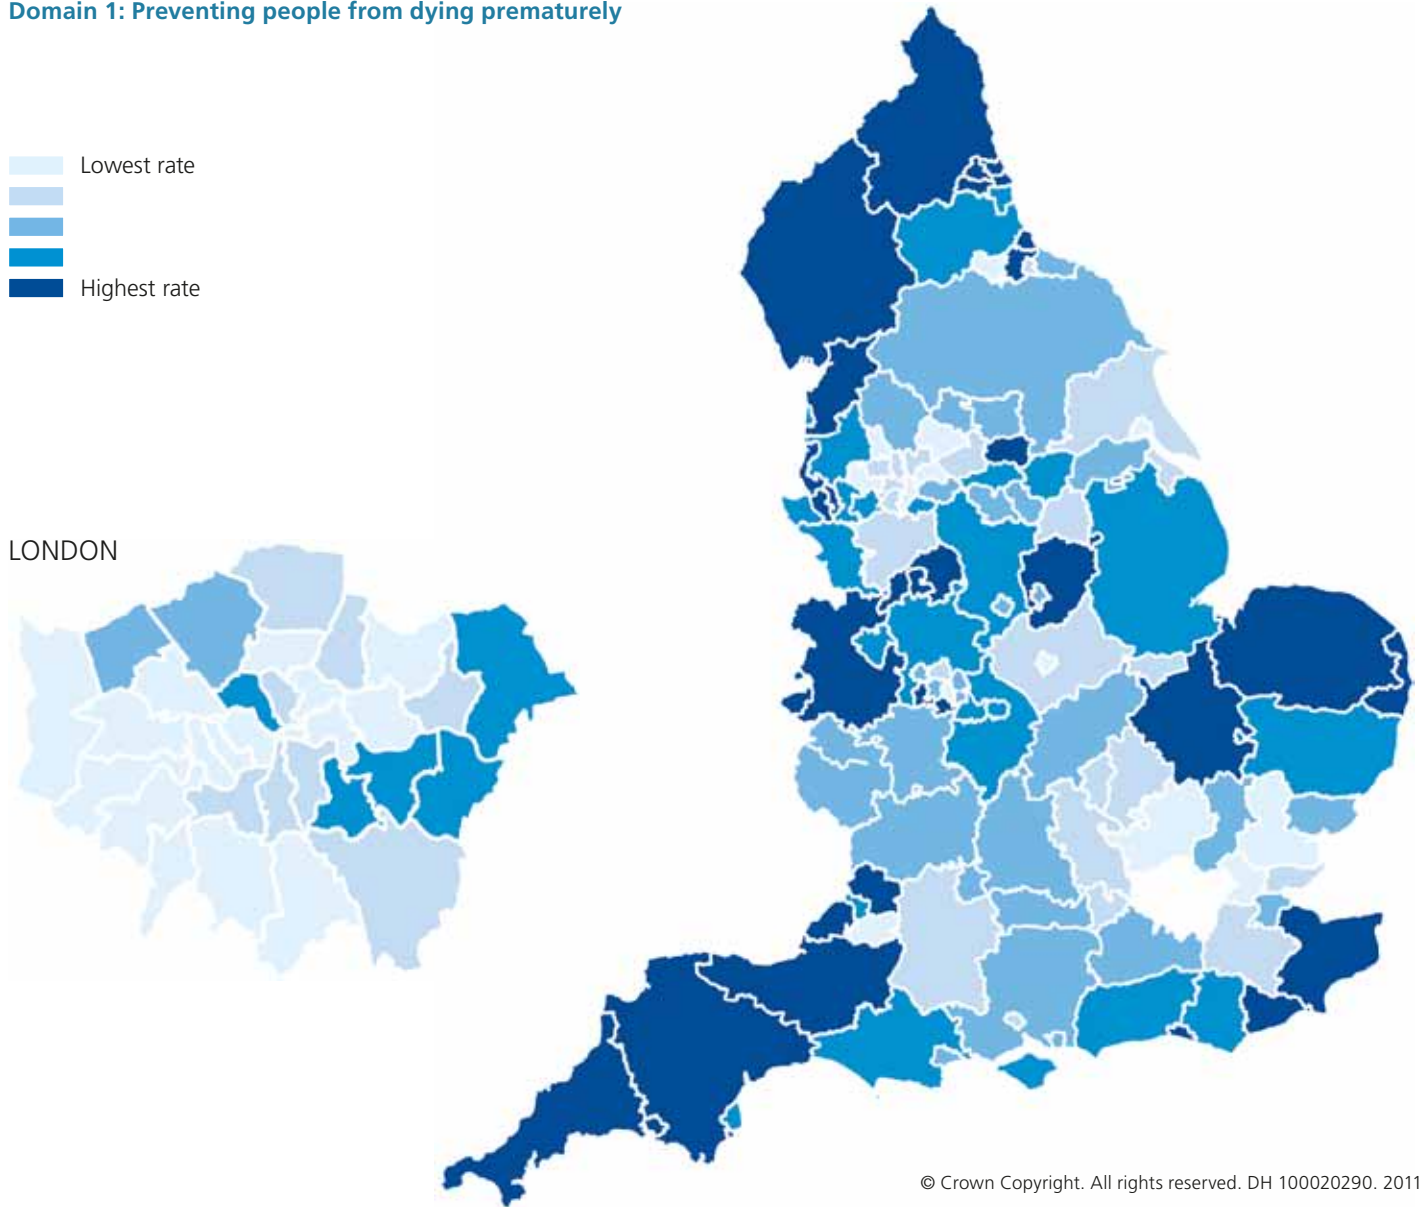 Domain 1: Preventing people from dying prematurely
Lowest rate
Highest rate
LONDON
© Crown Copyright. All rights reserved. DH 100020290. 2011